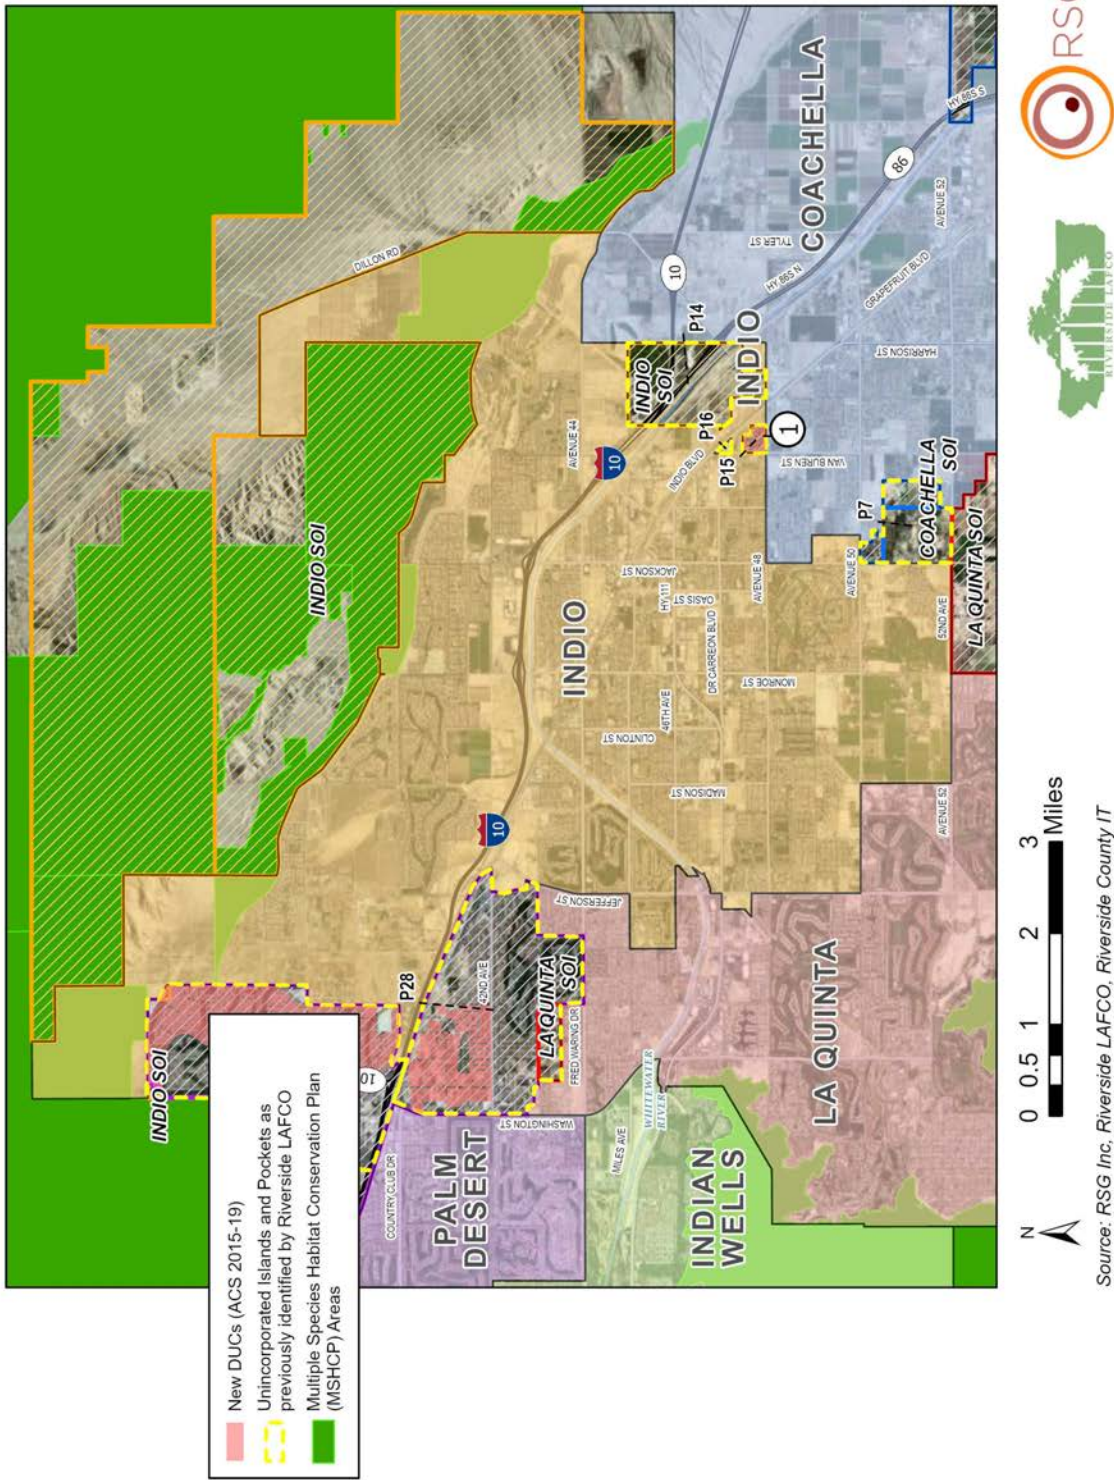 New DUCs (ACS 2015-19)
Unincorporated Islands and Pockets as
previously identified by Riverside LAFCO
Multiple Species Habitat Conservation Plan
(MSHCP) Areas
INDIO SOI
INDIO SOI
DILLON RD
10
P28
COUNTRY CLUB DR
42ND AVE
PALM
DESERT
WASHINGTON ST
FRED WARING DR
LA QUINTA
SOI
JEFFERSON ST
10
10
AVENUE 44
INDIO
INDIO
SOI
10
P14
P16
INDIO BLVD
P15
INDIO
1
HY 86S N
TYLER ST
COACHELLA
86
MILES AVE
WHITEWATER
RIVER
INDIAN
WELLS
CLINTON ST
46TH AVE
MADISON ST
MONROE ST
DR CARREON BLVD
HY 111
OASIS ST
JACKSON ST
AVENUE 48
VAN BUREN ST
HARRISON ST
GRAPEFRUIT BLVD
AVENUE 52
HY 86S S
LA QUINTA
AVENUE 50
P7
COACHELLA
SOI
AVENUE 52
52ND AVE
LA QUINTA SOI
N
0 0.5 1 2 3
Miles
RIVERSIDE LAFCO
Source: RSG Inc, Riverside LAFCO, Riverside County IT